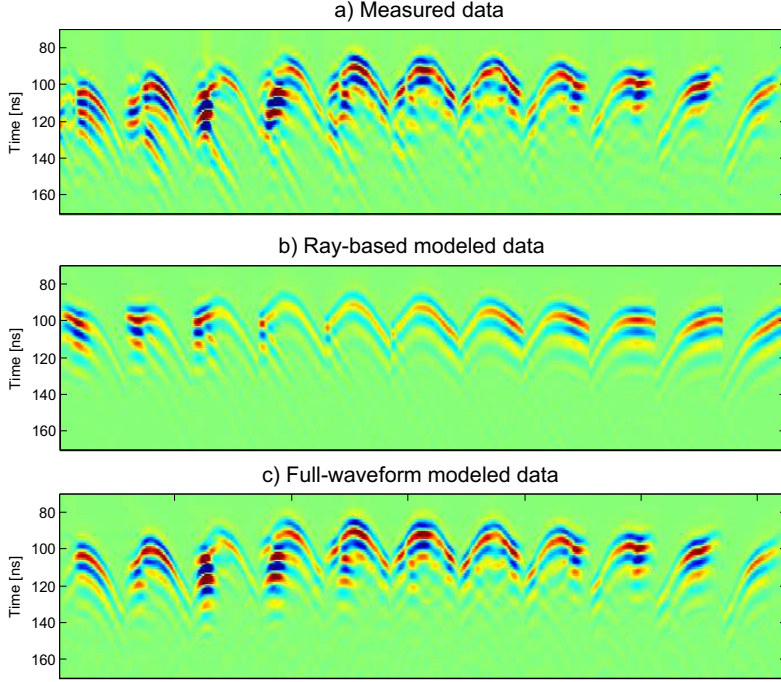 a) Measured data
80
100
120
140
160
Time [ns]
b) Ray-based modeled data
80
100
120
140
160
Time [ns]
c) Full-waveform modeled data
80
100
120
140
160
Time [ns]